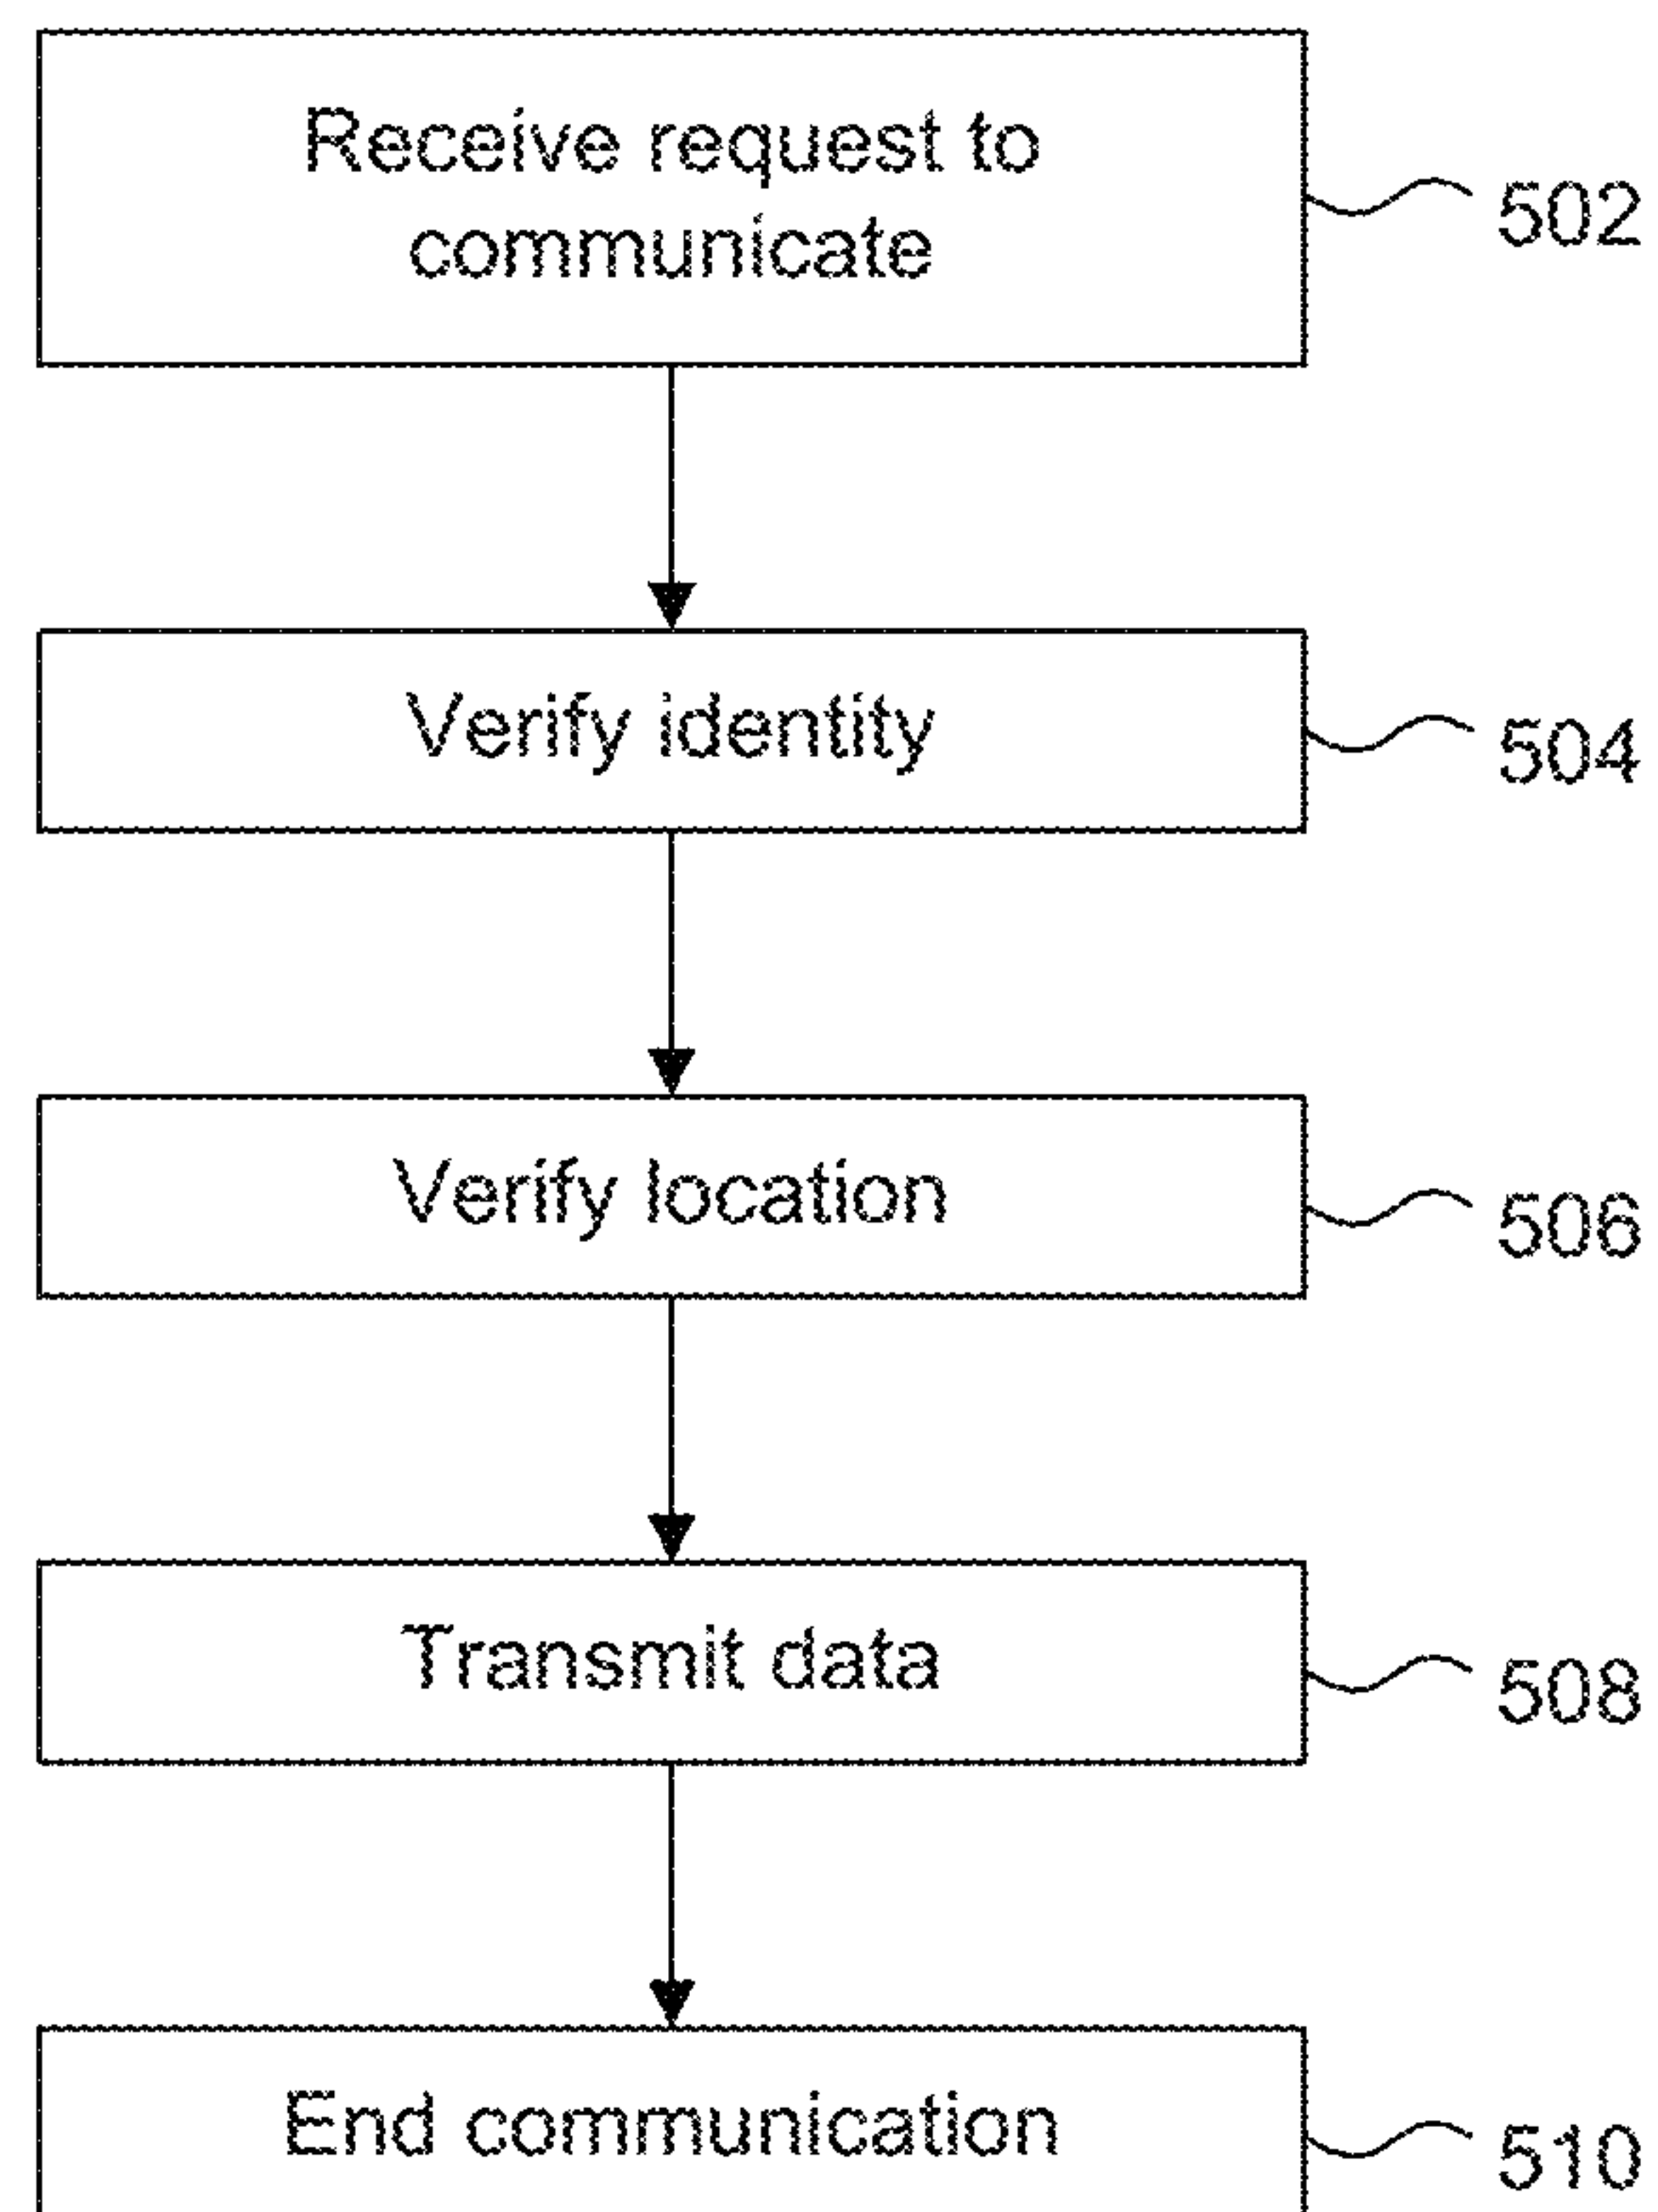 Receive request to
communicate
502
Verify identity
504
Verify location
506
Transmit data
508
End communication
510